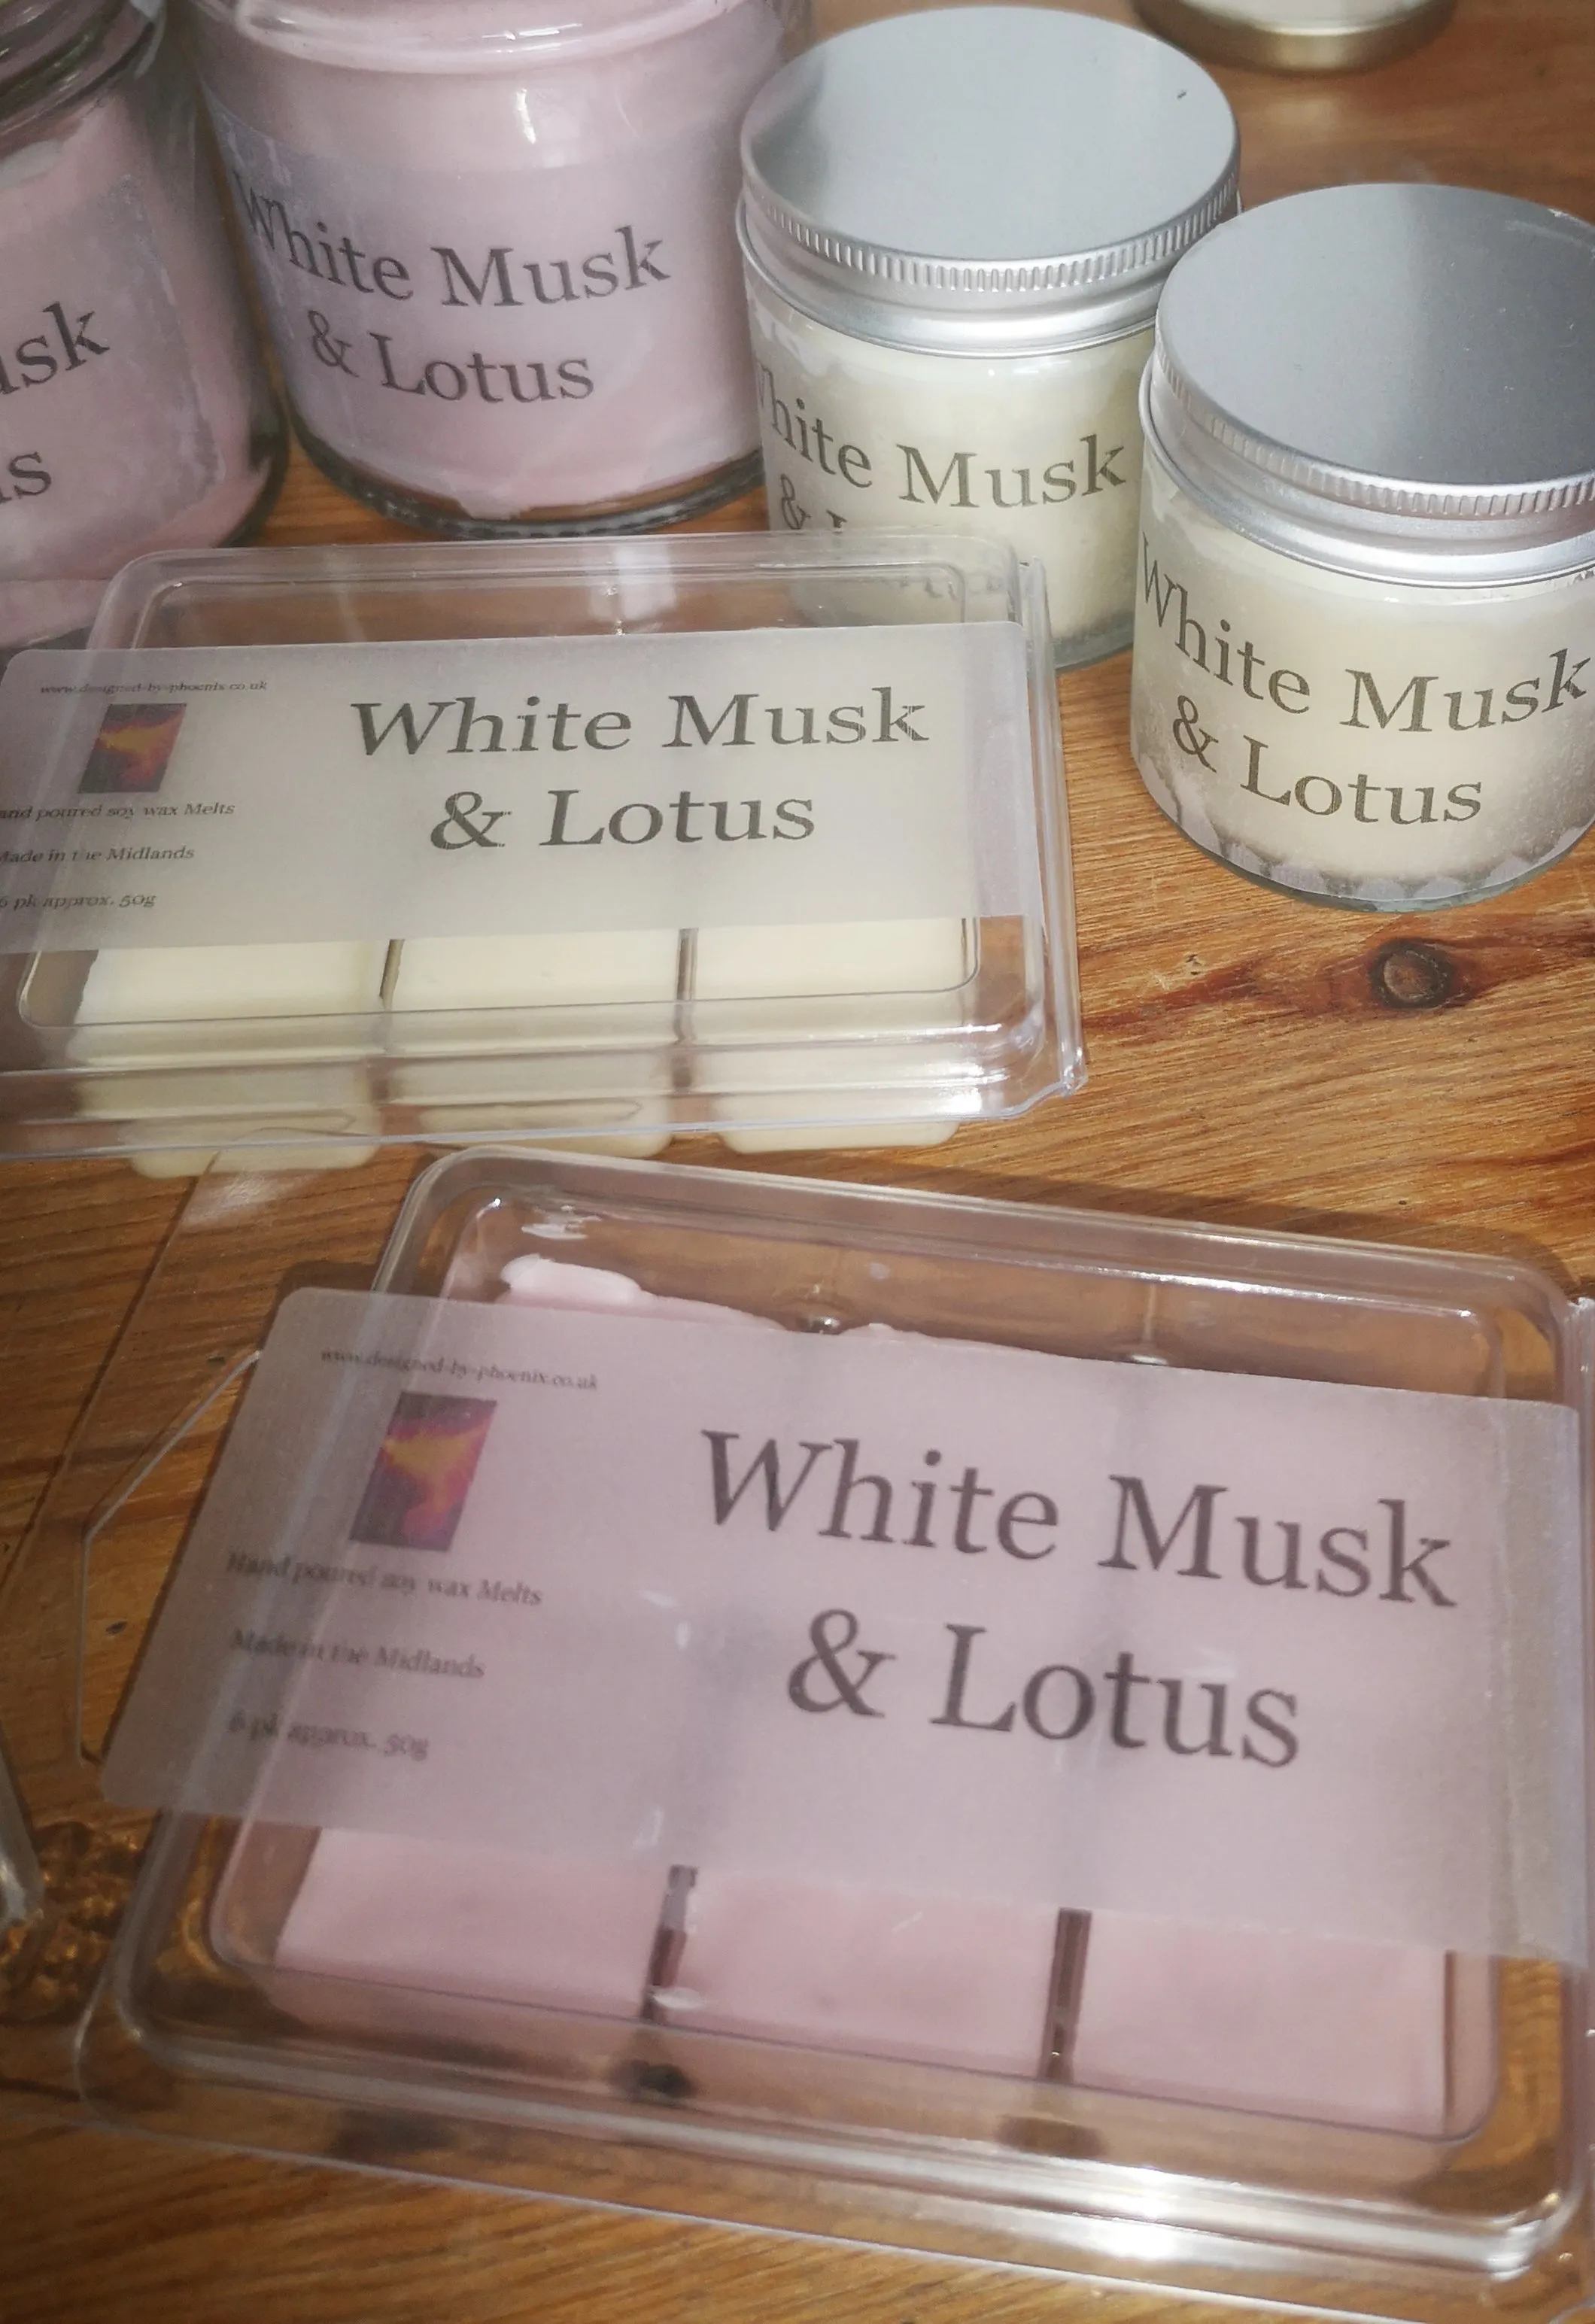 usk
us
White Musk
& Lotus
White Musk
&
White Musk
& Lotus
www.designed-by-phoenix.co.uk
White Musk
& Lotus
and poured soy wax Melts
Made in the Midlands
6 pk approx. 50g
www.designed-by-phoenix.co.uk
White Musk
& Lotus
Hand poured soy wax Melts
Made in the Midlands
6 pk approx. 50g